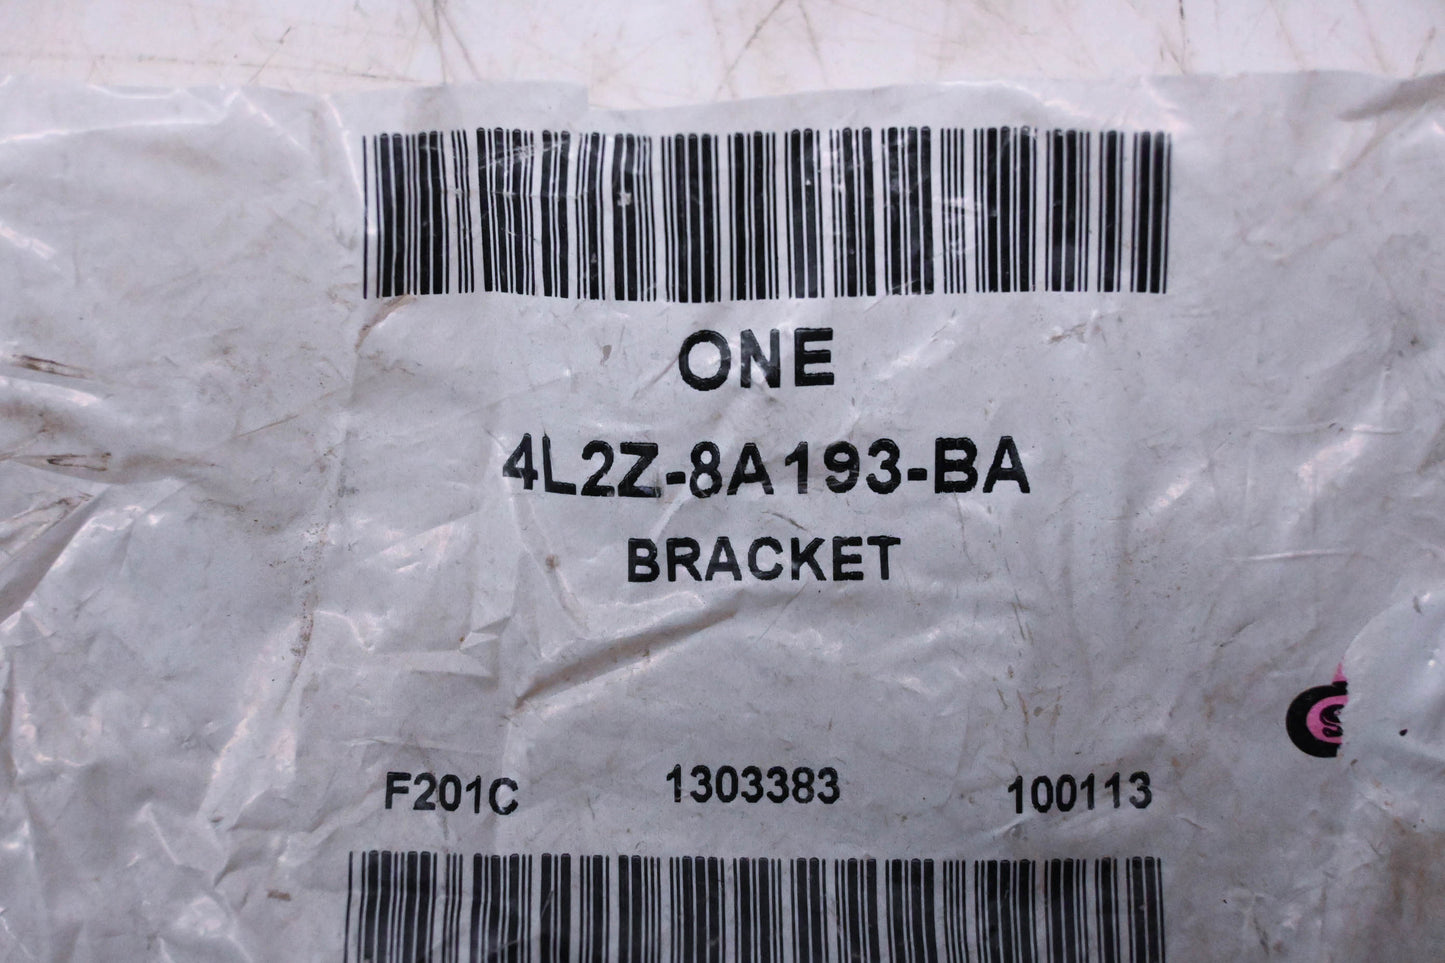 ONE
4L2Z-8A193-BA
BRACKET
F201C 1303383 100113